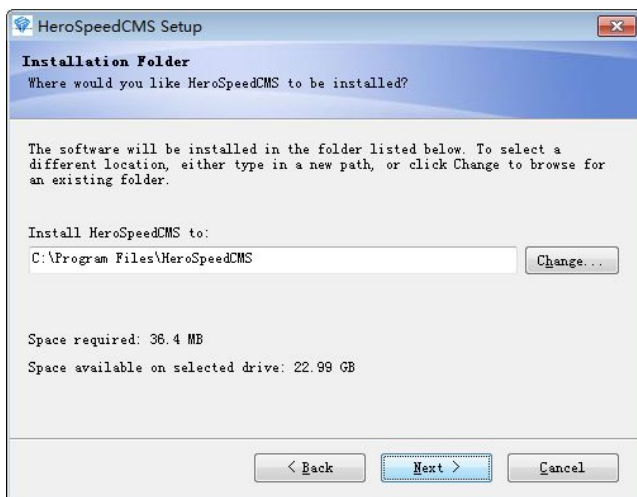 HeroSpeedCMS Setup
Installation Folder
Where would you like HeroSpeedCMS to be installed?
The software will be installed in the folder listed below. To select a
different location, either type in a new path, or click Change to browse for
an existing folder.
Install HeroSpeedCMS to:
C:\Program Files\HeroSpeedCMS
Change...
Space required: 36.4 MB
Space available on selected drive: 22.99 GB
< Back
Next >
Cancel